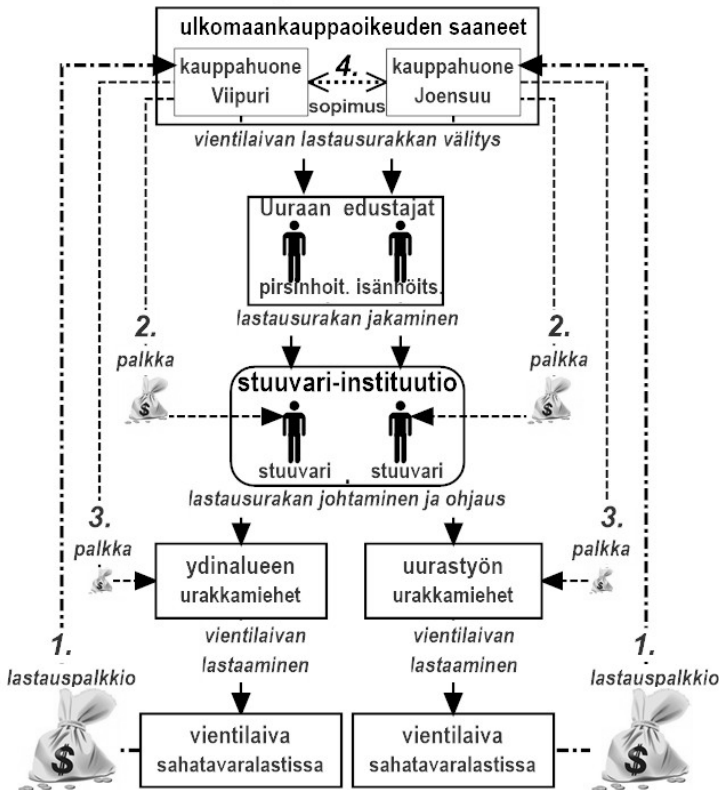 ulkomaankauppaoikeuden saaneet
kauppahuone
Viipuri
4.
sopimus
kauppahuone
Joensuu
vientilaivan lastausurakkan välitys
Uuraan edustajat
pirsinhoit. isänhöits.
lastausurakan jakaminen
2.
palkka
$
2.
palkka
$
stuuvari-instituutio
stuuvari . stuuvari
lastausurakan johtaminen ja ohjaus
3.
palkka
$
3.
palkka
$
ydinalueen
urakkamiehet
uurastyön
urakkamiehet
vientilaivan
lastaaminen
vientilaivan
lastaaminen
1.
lastauspalkkio
$
1.
lastauspalkkio
$
vientilaiva
sahatavaralastissa
vientilaiva
sahatavaralastissa